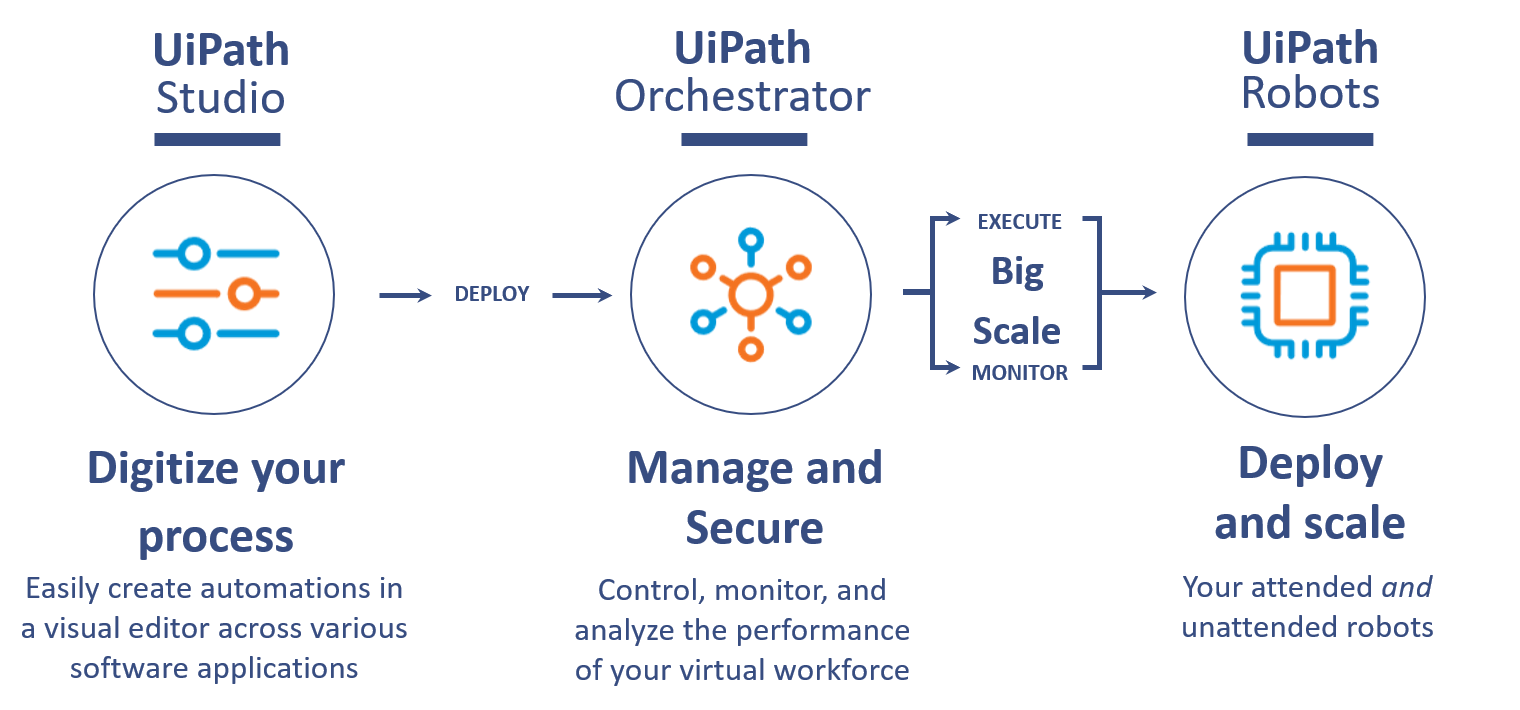 UiPath
Studio
UiPath
Orchestrator
UiPath
Robots
DEPLOY
EXECUTE
Big
Scale
MONITOR
Digitize your
process
Easily create automations in
a visual editor across various
software applications
Manage and
Secure
Control, monitor, and
analyze the performance
of your virtual workforce
Deploy
and scale
Your attended and
unattended robots